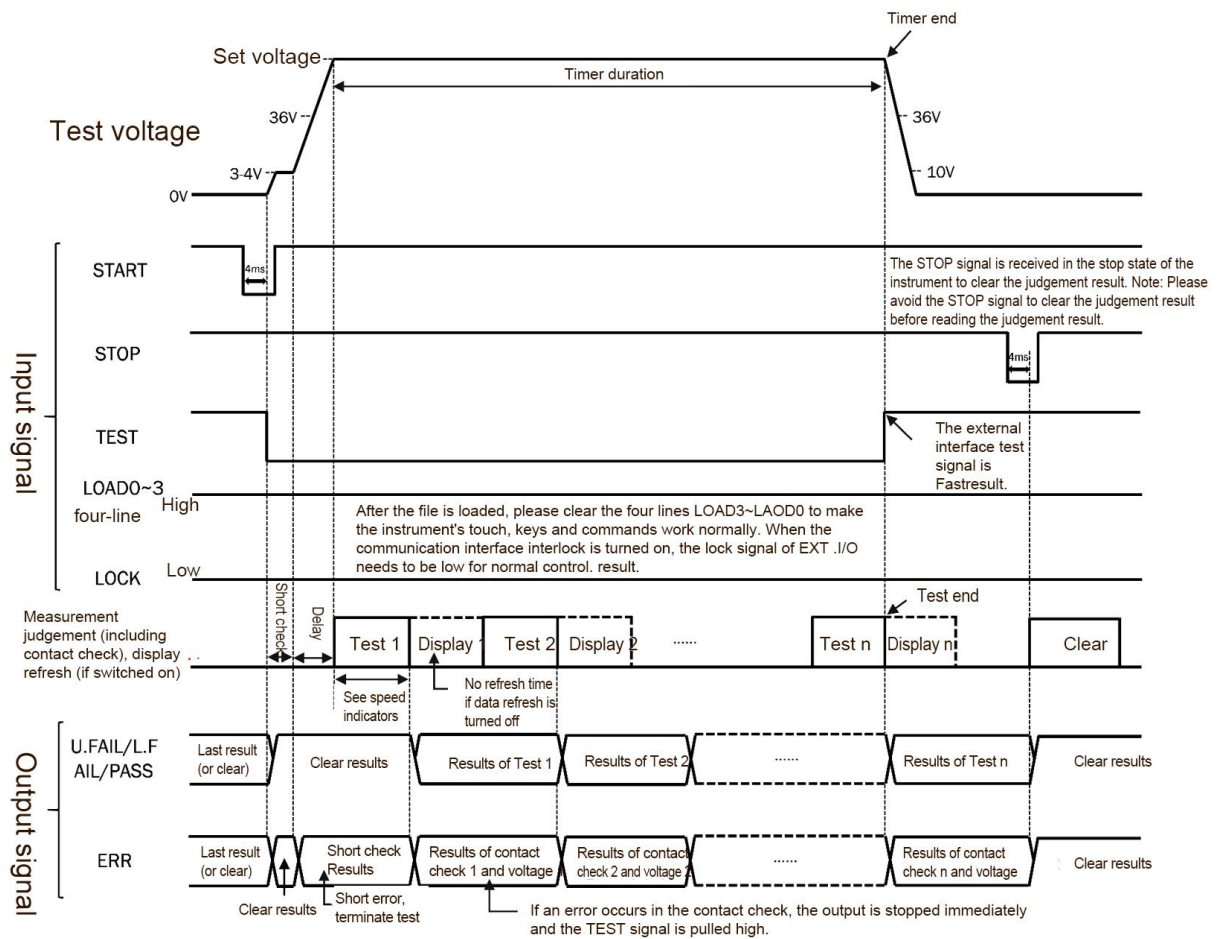 Timer end
Set voltage
Timer duration
36V
36V
Test voltage
3-4V
10V
0V
START
4ms
The STOP signal is received in the stop state of the
instrument to clear the judgement result. Note: Please
avoid the STOP signal to clear the judgement result
before reading the judgement result.
STOP
4ms
Input signal
TEST
The external
interface test
signal is
Fastresult.
LOAD0~3
four-line
High
After the file is loaded, please clear the four lines LOAD3~LAOD0 to make
the instrument's touch, keys and commands work normally. When the
communication interface interlock is turned on, the lock signal of EXT .I/O
needs to be low for normal control. result.
LOCK
Low
Short check
Delay
Test end
Measurement
judgement (including
contact check), display
refresh (if switched on)
Test 1
Display 1
Test 2
Display 2
......
Test n
Display n
Clear
See speed
indicators
No refresh time
if data refresh is
turned off
Output signal
U.FAIL/L.F
AIL/PASS
Last result
(or clear)
Clear results
Results of Test 1
Results of Test 2
......
Results of Test n
Clear results
ERR
Last result
(or clear)
Short check
Results
Results of contact
check 1 and voltage 1
Results of contact
check 2 and voltage 2
......
Results of contact
check n and voltage
Clear results
Clear results
Short error,
terminate test
If an error occurs in the contact check, the output is stopped immediately
and the TEST signal is pulled high.